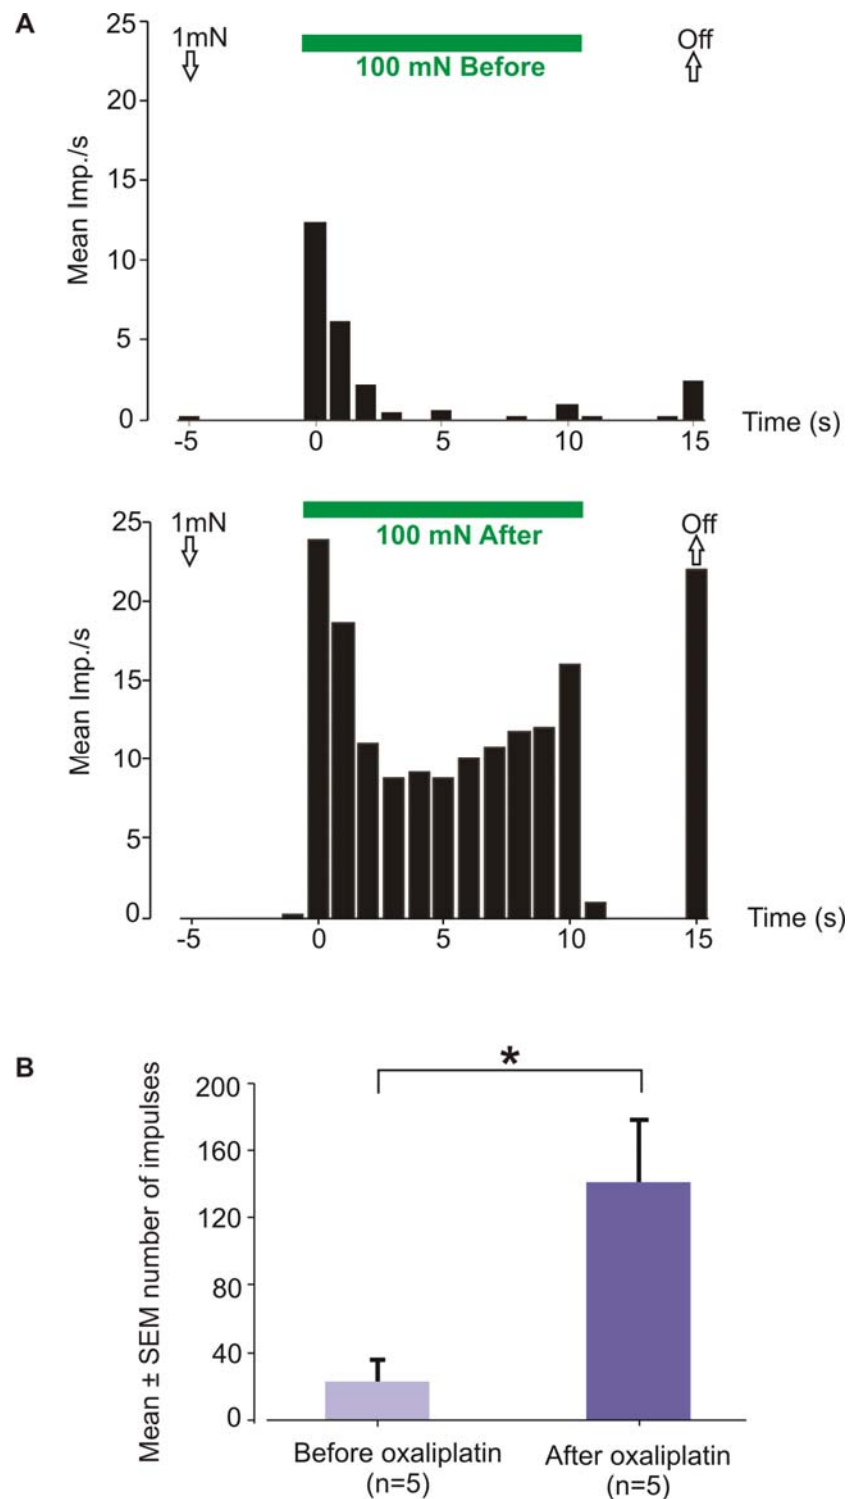 A
25
20
15
10
5
0
Mean Imp./s
1mN
100 mN Before
Off
-5 0 5 10 15
Time (s)
25
20
15
10
5
0
Mean Imp./s
1mN
100 mN After
Off
-5 0 5 10 15
Time (s)
B
Mean ± SEM number of impulses
200
160
120
80
40
0
*
Before oxaliplatin
(n=5)
After oxaliplatin
(n=5)